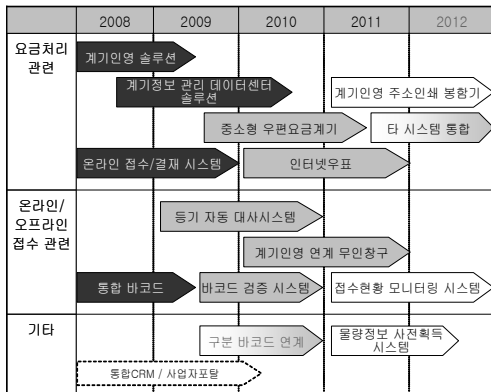 2008 2009 2010 2011 2012
요금처리
관련
계기인영 솔루션
계기정보 관리 데이터센터
솔루션
계기인영 주소인쇄 봉함기
중소형 우편요금계기
타 시스템 통합
온라인 접수/결재 시스템
인터넷우표
온라인/
오프라인
접수 관련
등기 자동 대사시스템
계기인영 연계 무인창구
통합 바코드
바코드 검증 시스템
접수현황 모니터링 시스템
기타
구분 바코드 연계
물량정보 사전획득
시스템
통합CRM / 사업자포탈